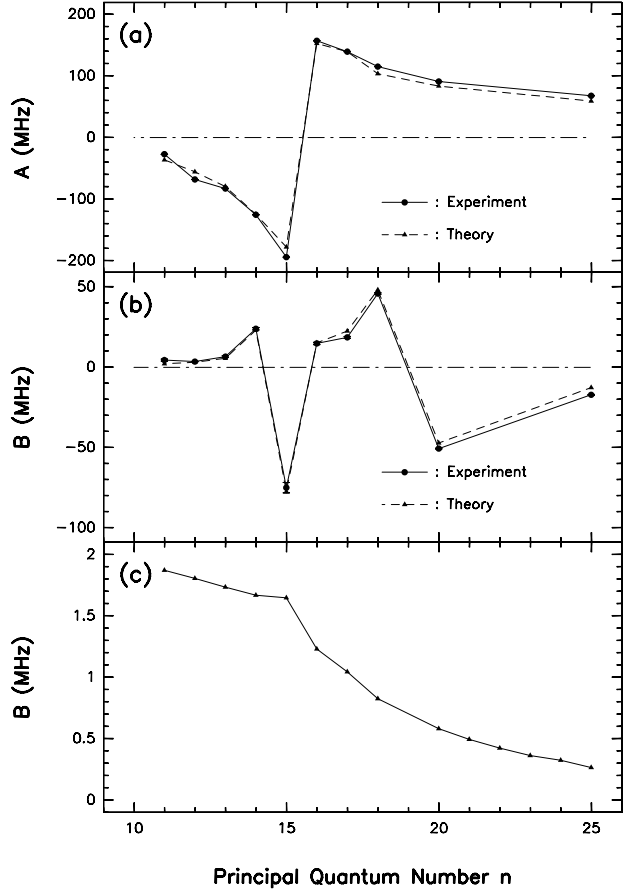 (a)
200
100
0
−100
−200
A (MHz)
: Experiment
: Theory
(b)
50
0
−50
−100
B (MHz)
: Experiment
: Theory
(c)
2
1.5
1
0.5
0
B (MHz)
10 15 20 25
Principal Quantum Number n